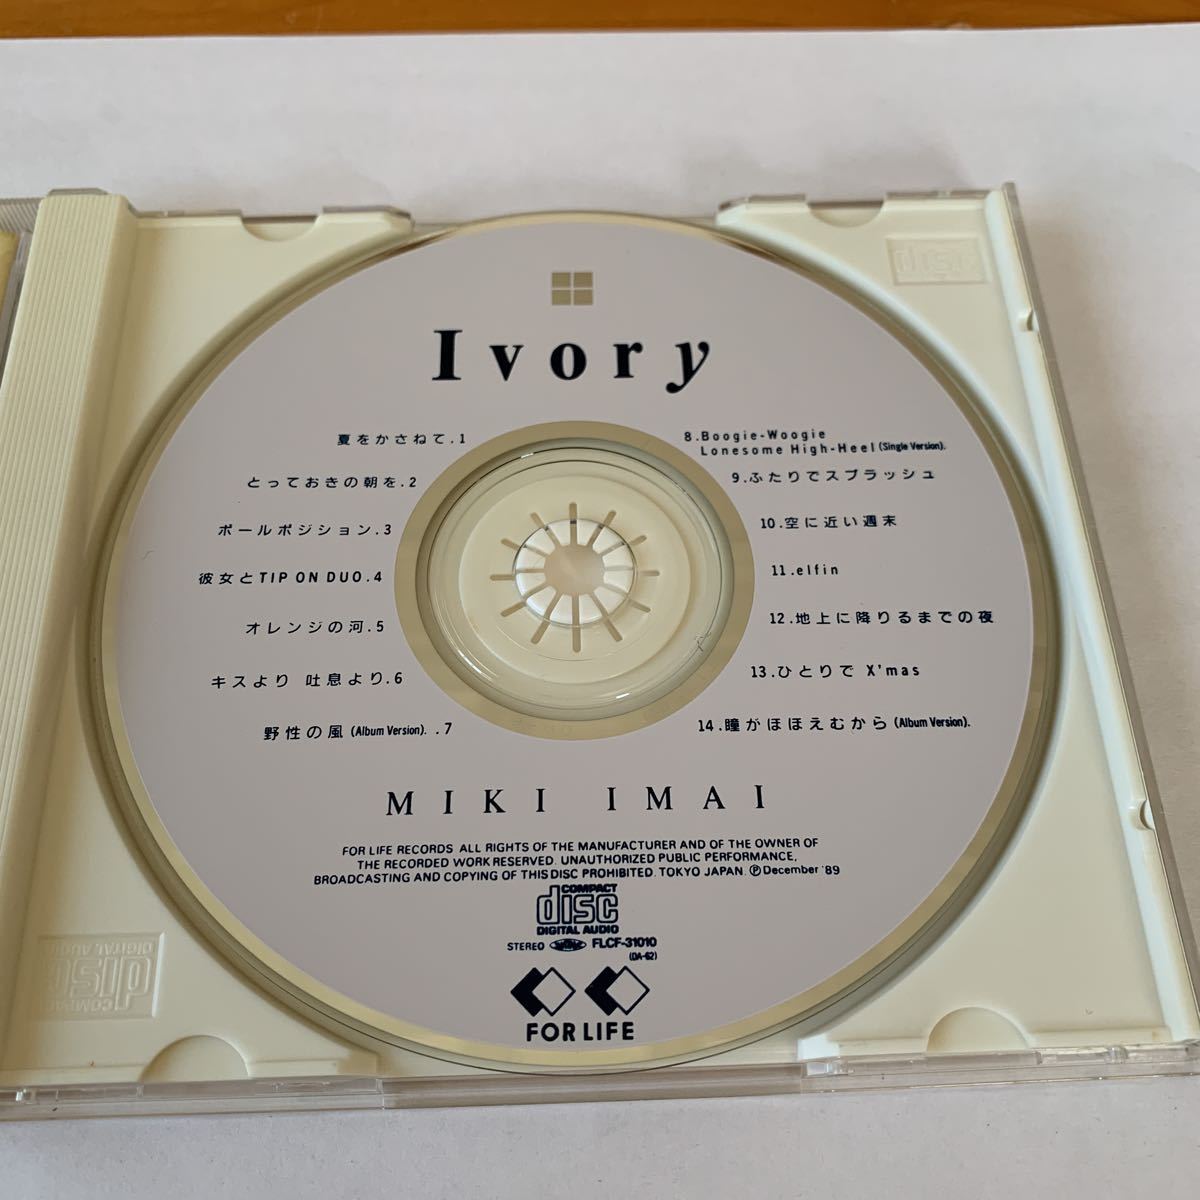 Ivory
夏をかさねて.1
とっておきの朝を.2
ポールポジション.3
彼女とTIP ON DUO.4
オレンジの河.5
キスより 吐息より.6
野性の風(Album Version). .7
8.Boogie-Woogie
Lonesome High-Heel(Single Version).
9.ふたりでスプラッシュ
10.空に近い週末
11.elfin
12.地上に降りるまでの夜
13.ひとりで X'mas
14.瞳がほほえむから(Album Version).
MIKI IMAI
FOR LIFE RECORDS ALL RIGHTS OF THE MANUFACTURER AND OF THE OWNER OF
THE RECORDED WORK RESERVED. UNAUTHORIZED PUBLIC PERFORMANCE,
BROADCASTING AND COPYING OF THIS DISC PROHIBITED. TOKYO JAPAN. ℗December '89
COMPACT
disc
DIGITAL AUDIO
STEREO FLCF-31010
(DA-62)
FOR LIFE
disc
COMPACT
disc
DIGITAL AUDIO